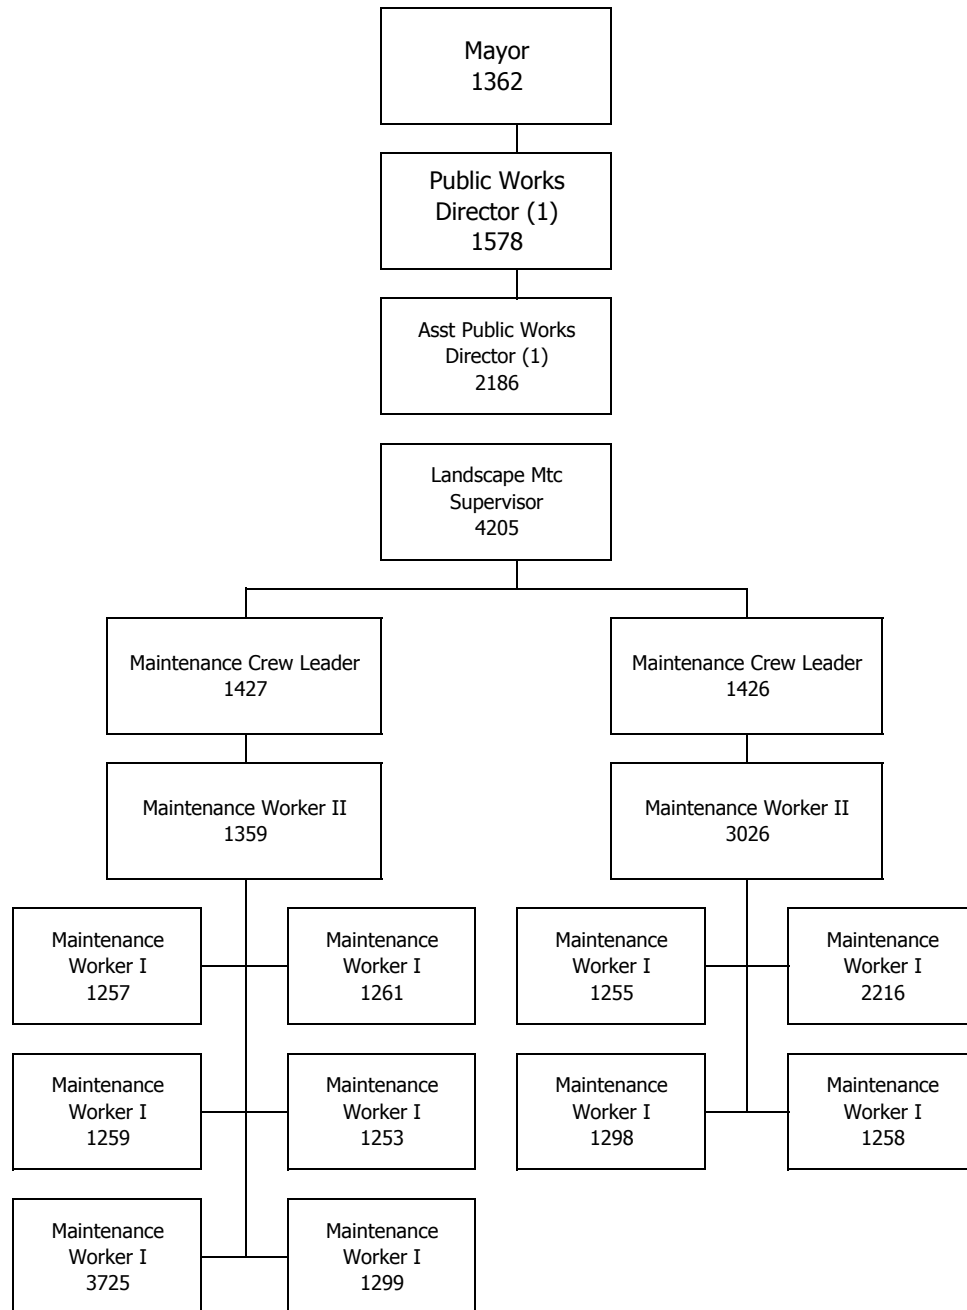 Mayor
1362
Public Works
Director (1)
1578
Asst Public Works
Director (1)
2186
Landscape Mtc
Supervisor
4205
Maintenance Crew Leader
1427
Maintenance Crew Leader
1426
Maintenance Worker II
1359
Maintenance Worker II
3026
Maintenance
Worker I
1257
Maintenance
Worker I
1261
Maintenance
Worker I
1255
Maintenance
Worker I
2216
Maintenance
Worker I
1259
Maintenance
Worker I
1253
Maintenance
Worker I
1298
Maintenance
Worker I
1258
Maintenance
Worker I
3725
Maintenance
Worker I
1299